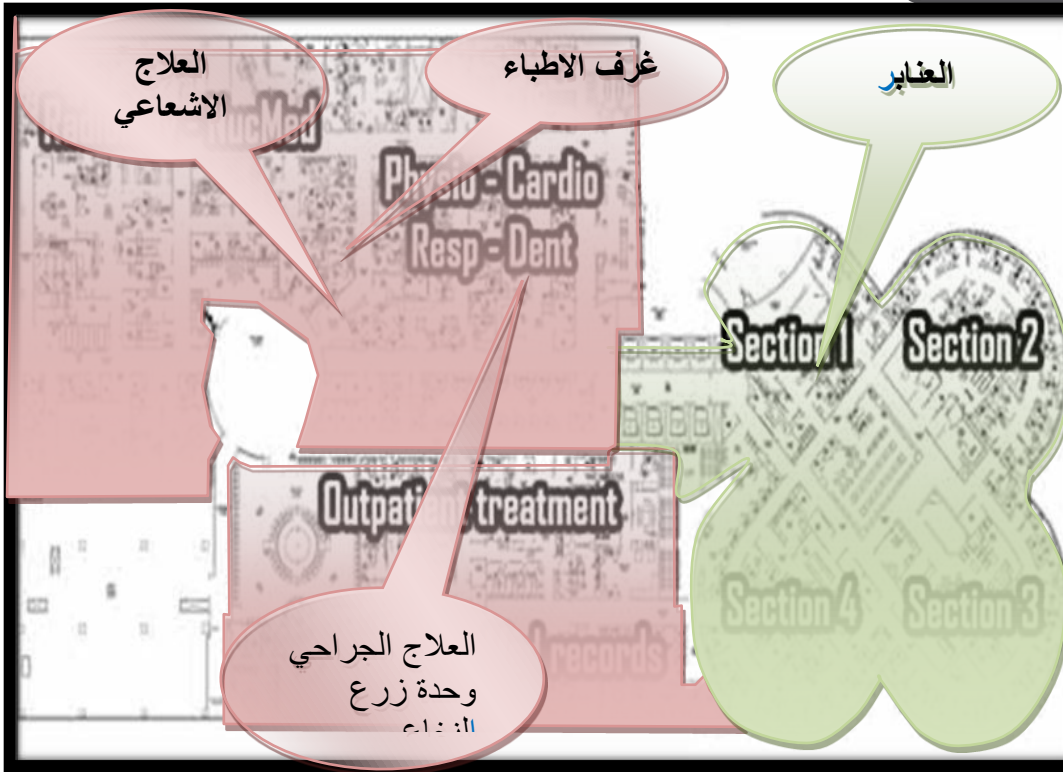 العلاج
الاشعاعي
غرف الاطباء
العنابر
NucMed
Physio - Cardio
Resp - Dent
Section 1
Section 2
Outpatient treatment
Section 4
Section 3
records
العلاج الجراحي
وحدة زرع
النخاع